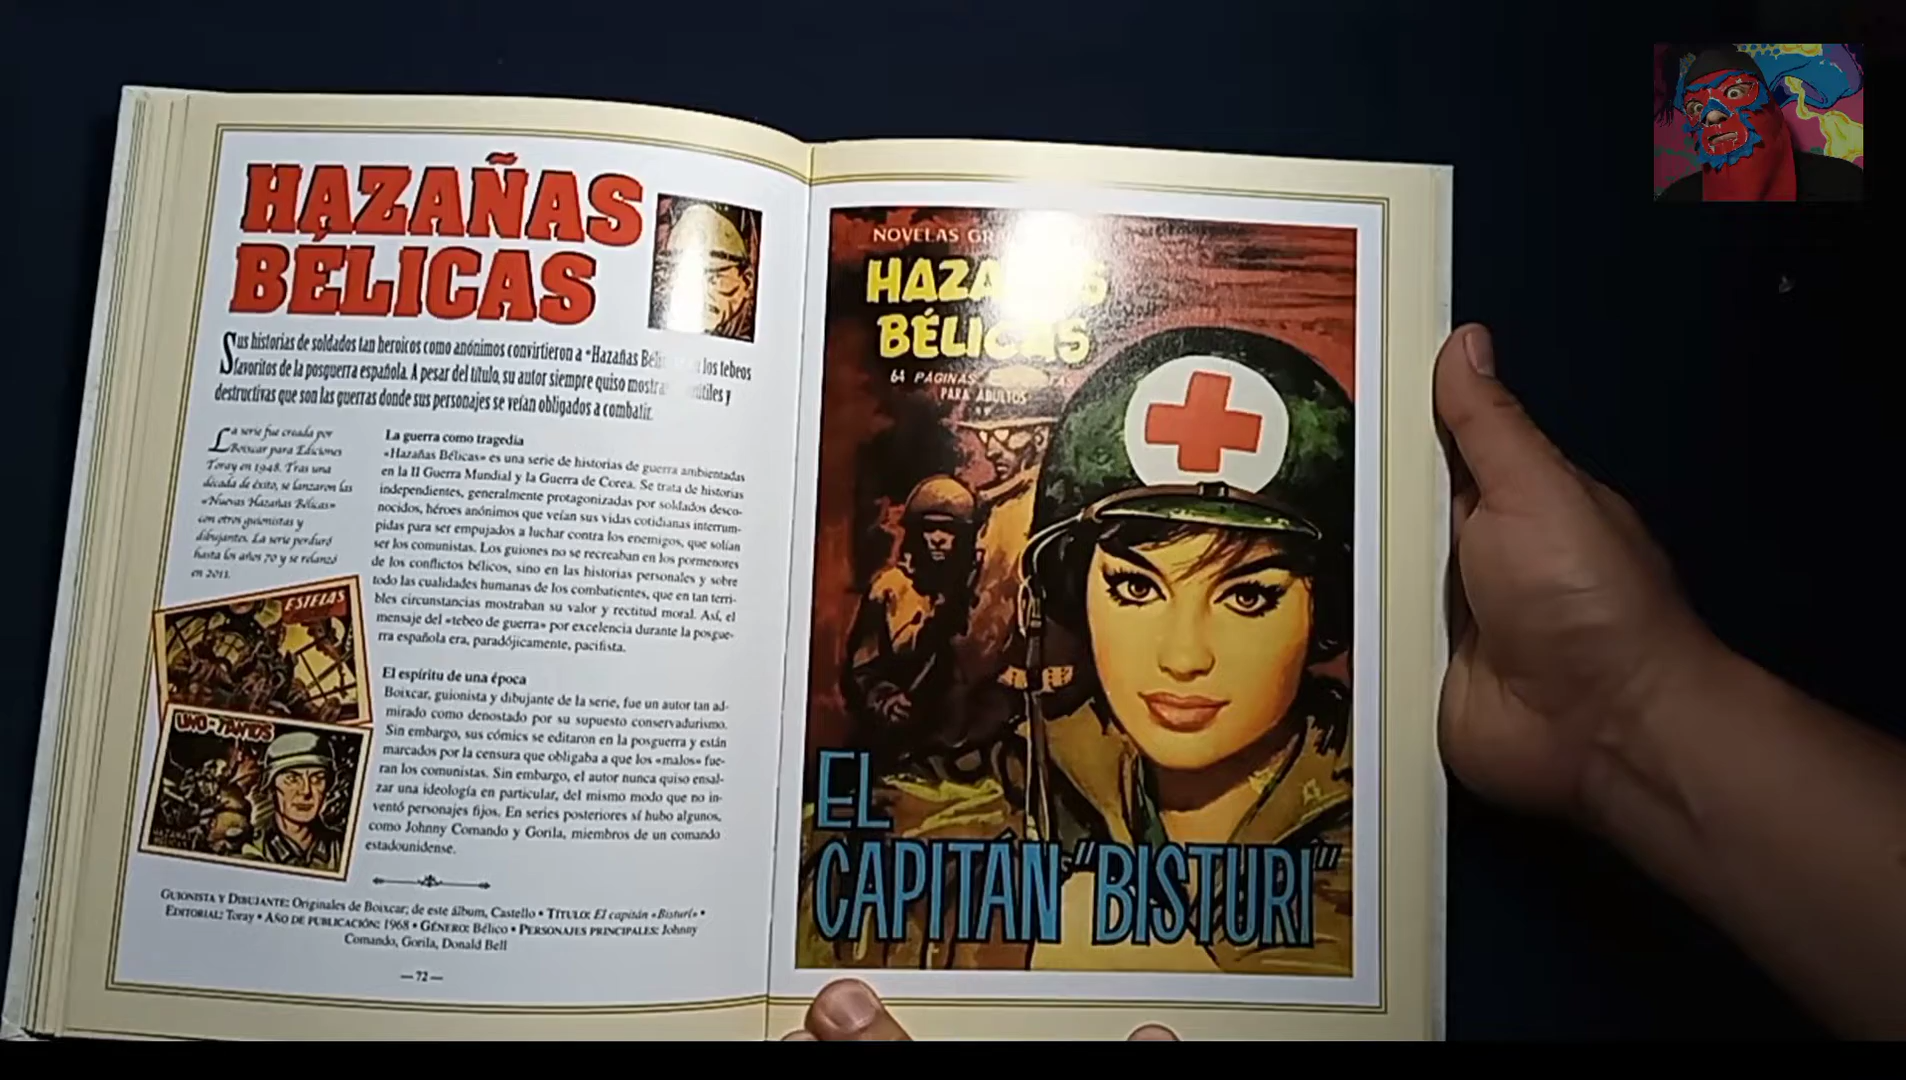 HAZAÑAS
BÉLICAS
Sus historias de soldados tan heroicos como anónimos convirtieron a «Hazañas los tebeos
favoritos de la posguerra española. A pesar del título, su autor siempre quiso y
destructivas que son las guerras donde sus personajes se veían obligados a combatir.
La serie fue creada por
Boixcar para Ediciones
Toray en 1948. Tras una
década de éxito, se lanzaron las
«Nuevas Hazañas Bélicas»
con otros guionistas y
dibujantes. La serie perduró
hasta los años 70 y se relanzó
en 2011.
ESTELAS
UNO-TANTOS
HAZAÑAS
BÉLICAS
La guerra como tragedia
«Hazañas Bélicas» es una serie de historias de guerra ambientadas
en la II Guerra Mundial y la Guerra de Corea. Se trata de historias
independientes, generalmente protagonizadas por soldados desco-
nocidos, héroes anónimos que veían sus vidas cotidianas interrum-
pidas para ser empujados a luchar contra los enemigos, que solían
ser los comunistas. Los guiones no se recreaban en los pormenores
de los conflictos bélicos, sino en las historias personales y sobre
todo las cualidades humanas de los combatientes, que en tan terri-
bles circunstancias mostraban su valor y rectitud moral. Así, el
mensaje del «tebeo de guerra» por excelencia durante la posgue-
rra española era, paradójicamente, pacifista.
El espíritu de una época
Boixcar, guionista y dibujante de la serie, fue un autor tan ad-
mirado como denostado por su supuesto conservadurismo.
Sin embargo, sus cómics se editaron en la posguerra y están
marcados por la censura que obligaba a que los «malos» fue-
ran los comunistas. Sin embargo, el autor nunca quiso ensal-
zar una ideología en particular, del mismo modo que no in-
ventó personajes fijos. En series posteriores sí hubo algunos,
como Johnny Comando y Gorila, miembros de un comando
estadounidense.
GUIONISTA Y DIBUJANTE: Originales de Boixcar; de este álbum, Castello • TÍTULO: El capitán «Bisturí» •
EDITORIAL: Toray • AÑO DE PUBLICACIÓN: 1968 • GÉNERO: Bélico • PERSONAJES PRINCIPALES: Johnny
Comando, Gorila, Donald Bell
—72—
NOVELAS
HAZAÑAS
BÉLICAS
64 PÁGINAS
PARA ADULTOS
EL
CAPITÁN "BISTURI"